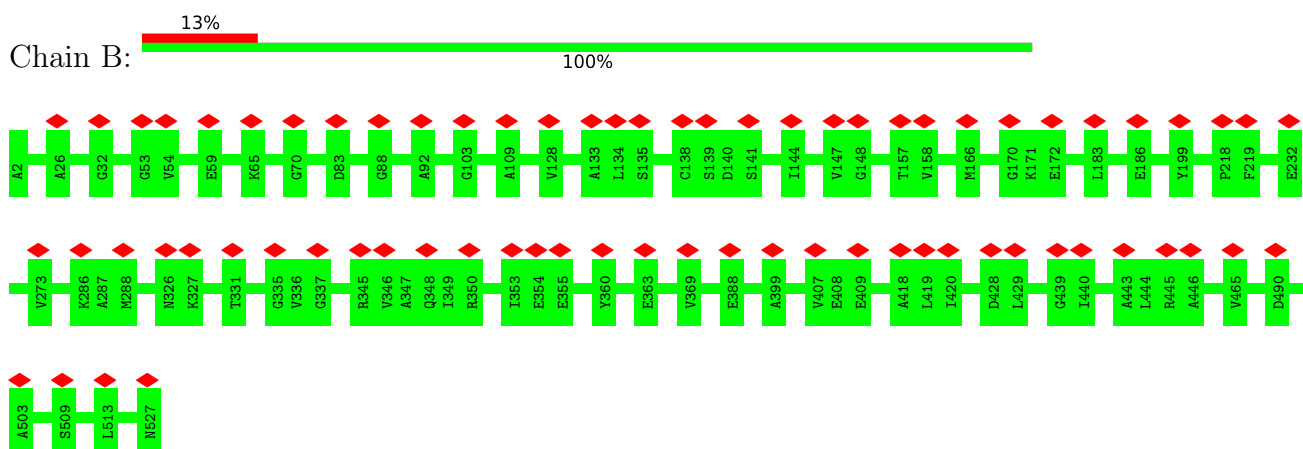 13%
Chain B:
100%
A2 A26 G32 G53 V54 E59 K65 G70 D83 G88 A92 G103 A109 V128 A133 L134 S135 C138 S139 D140 S141 I144 V147 G148 T157 V158 M166 G170 K171 E172 L183 E186 Y199 P218 F219 E232
V273 K286 A287 M288 N326 K327 T331 G335 V336 G337 R345 V346 A347 Q348 I349 R350 I353 E354 E355 Y360 E363 V369 E388 A399 V407 E408 E409 A418 L419 I420 D428 L429 G439 I440 A443 L444 R445 A446 V465 D490
A503 S509 L513 N527